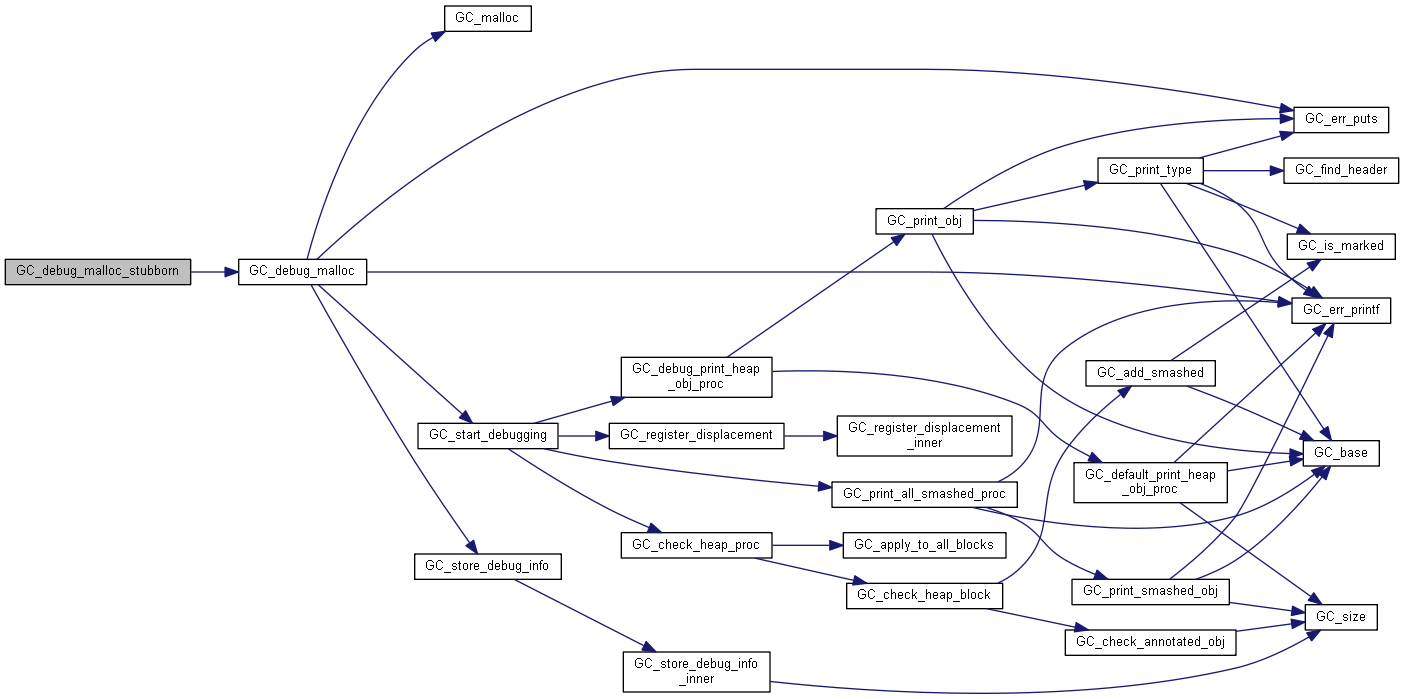 GC_malloc
GC_err_puts
GC_print_type
GC_find_header
GC_print_obj
GC_is_marked
GC_debug_malloc_stubborn
GC_debug_malloc
GC_err_printf
GC_debug_print_heap
_obj_proc
GC_add_smashed
GC_start_debugging
GC_register_displacement
GC_register_displacement
_inner
GC_base
GC_default_print_heap
_obj_proc
GC_print_all_smashed_proc
GC_check_heap_proc
GC_apply_to_all_blocks
GC_store_debug_info
GC_check_heap_block
GC_print_smashed_obj
GC_size
GC_check_annotated_obj
GC_store_debug_info
_inner